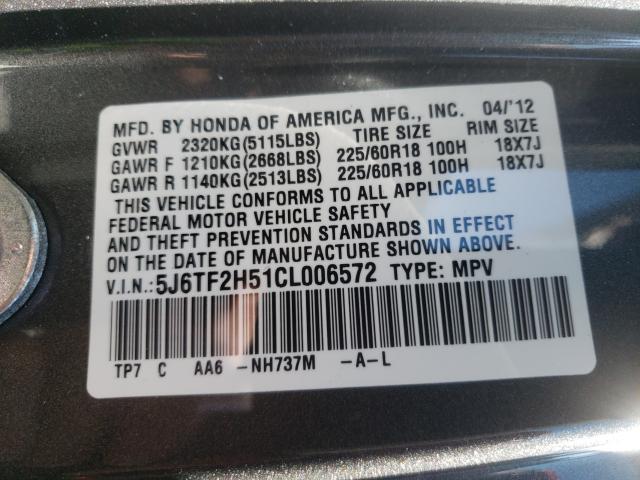 MFD. BY HONDA OF AMERICA MFG., INC. 04/'12
GVWR 2320KG(5115LBS) TIRE SIZE RIM SIZE
GAWR F 1210KG(2668LBS) 225/60R18 100H 18X7J
GAWR R 1140KG(2513LBS) 225/60R18 100H 18X7J
THIS VEHICLE CONFORMS TO ALL APPLICABLE
FEDERAL MOTOR VEHICLE SAFETY
AND THEFT PREVENTION STANDARDS IN EFFECT
ON THE DATE OF MANUFACTURE SHOWN ABOVE.
V.I.N.: 5J6TF2H51CL006572 TYPE: MPV
TP7 C AA6 -NH737M -A-L